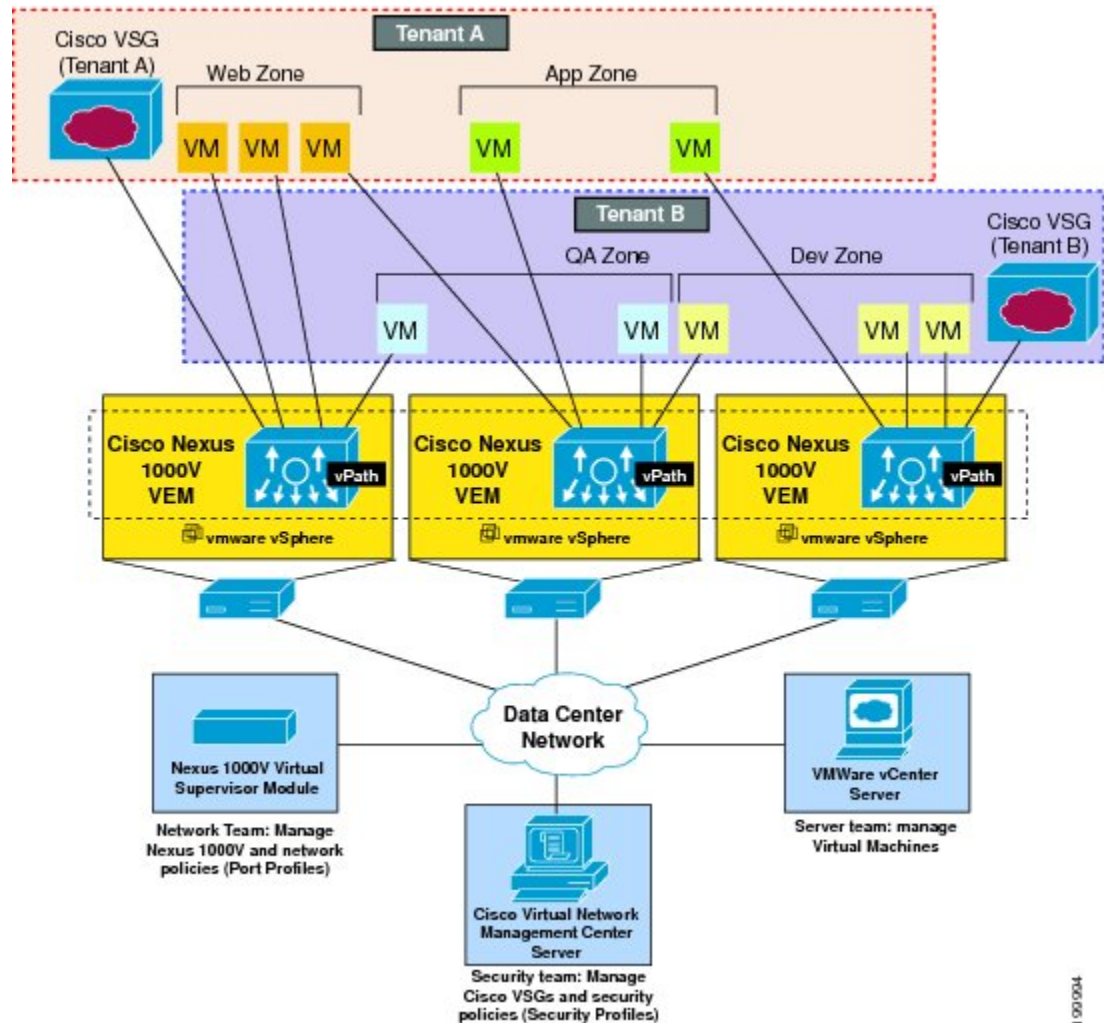 Tenant A
Cisco VSG
(Tenant A)
Web Zone
App Zone
VM
VM
VM
VM
VM
Tenant B
Cisco VSG
(Tenant B)
QA Zone
Dev Zone
VM
VM
VM
VM
VM
Cisco Nexus
1000V
VEM
vPath
vmware vSphere
Cisco Nexus
1000V
VEM
vPath
vmware vSphere
Cisco Nexus
1000V
VEM
vPath
vmware vSphere
Data Center
Network
Nexus 1000V Virtual
Supervisor Module
Network Team: Manage
Nexus 1000V and network
policies (Port Profiles)
VMWare vCenter
Server
Server team: manage
Virtual Machines
Cisco Virtual Network
Management Center
Server
Security team: Manage
Cisco VSGs and security
policies (Security Profiles)
199994